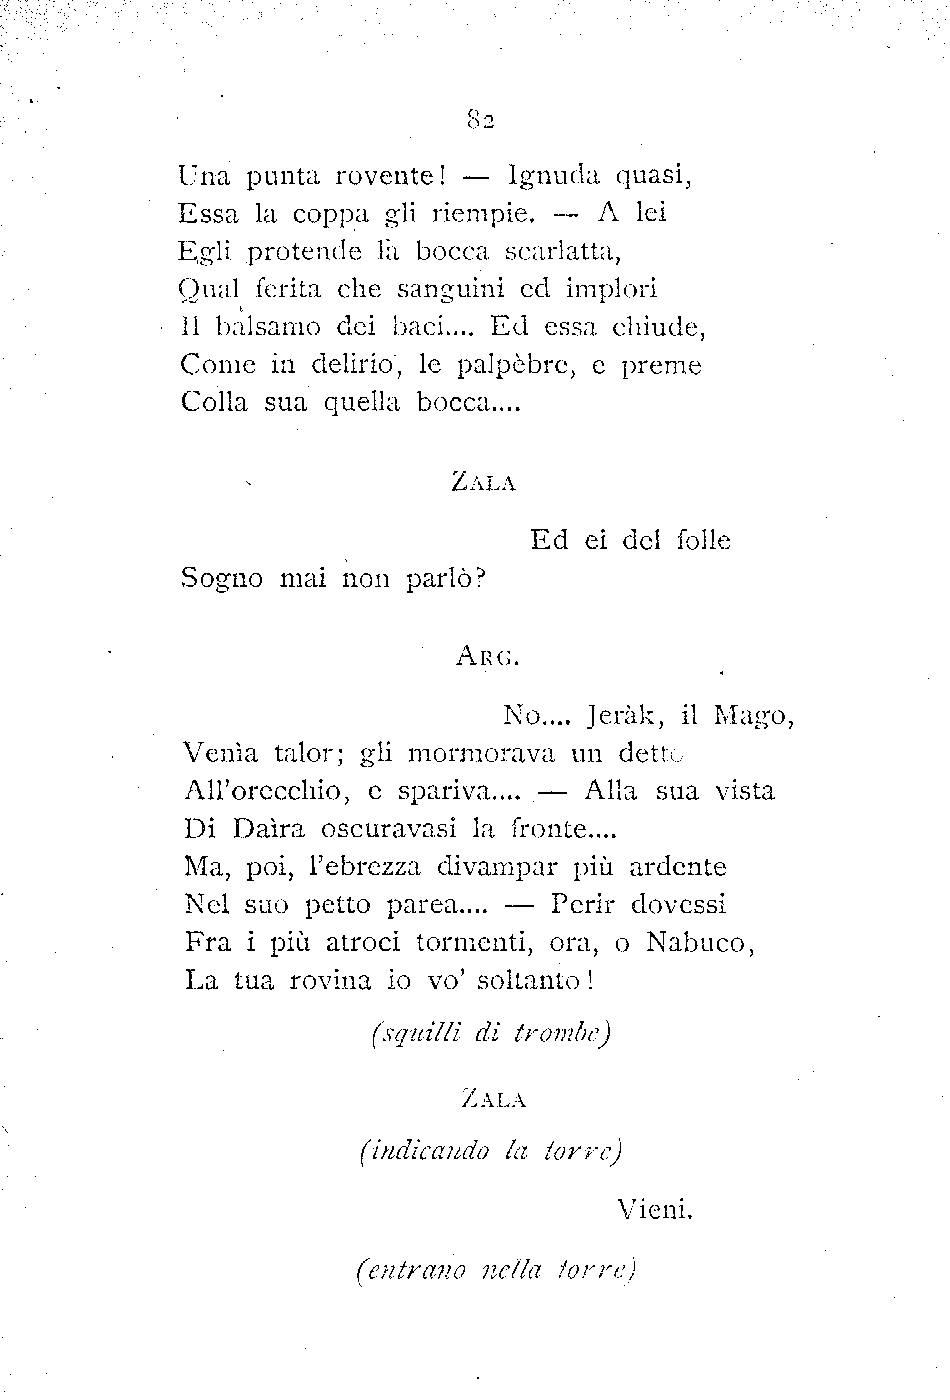 82
Una punta rovente! — Ignuda quasi,
Essa la coppa gli riempie. — A lei
Egli protende la bocca scarlatta,
Qual ferita che sanguini ed implori
Il balsamo dei baci.... Ed essa chiude,
Come in delirio, le palpèbre, e preme
Colla sua quella bocca....
ZALA
Ed ei del folle
Sogno mai non parlò?
ARG.
No.... Jeràk, il Mago,
Venìa talor; gli mormorava un detto
All'orecchio, e spariva.... — Alla sua vista
Di Daìra oscuravasi la fronte....
Ma, poi, l'ebrezza divampar più ardente
Nel suo petto parea.... — Perir dovessi
Fra i più atroci tormenti, ora, o Nabuco,
La tua rovina io vo' soltanto!
(squilli di trombe)
ZALA
(indicando la torre)
Vieni.
(entrano nella torre)